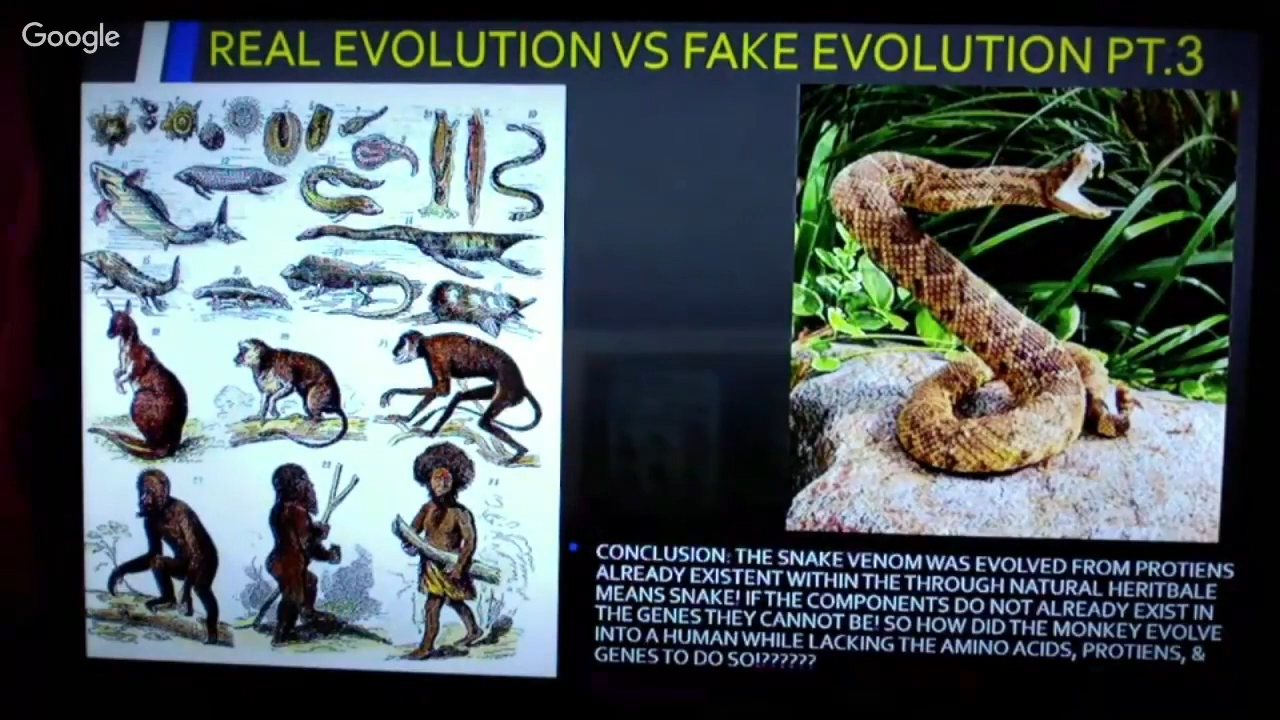 Google
REAL EVOLUTION VS FAKE EVOLUTION PT.3
CONCLUSION: THE SNAKE VENOM WAS EVOLVED FROM PROTIENS
ALREADY EXISTENT WITHIN THE THROUGH NATURAL HERITBALE
MEANS SNAKE! IF THE COMPONENTS DO NOT ALREADY EXIST IN
THE GENES THEY CANNOT BE! SO HOW DID THE MONKEY EVOLVE
INTO A HUMAN WHILE LACKING THE AMINO ACIDS, PROTIENS, &
GENES TO DO SO!??????